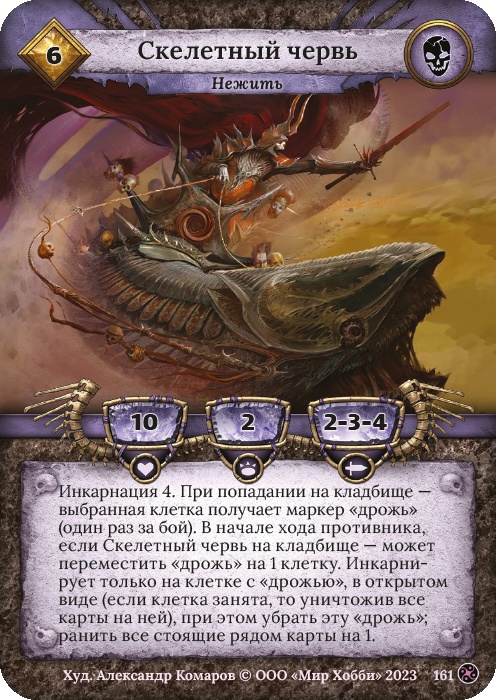 6
Скелетный червь
Нежить
10
2
2-3-4
Инкарнация 4. При попадании на кладбище —
выбранная клетка получает маркер «дрожь»
(один раз за бой). В начале хода противника,
если Скелетный червь на кладбище — может
переместить «дрожь» на 1 клетку. Инкарни-
рует только на клетке с «дрожью», в открытом
виде (если клетка занята, то уничтожив все
карты на ней), при этом убрать эту «дрожь»;
ранить все стоящие рядом карты на 1.
Худ. Александр Комаров © ООО «Мир Хобби» 2023
161